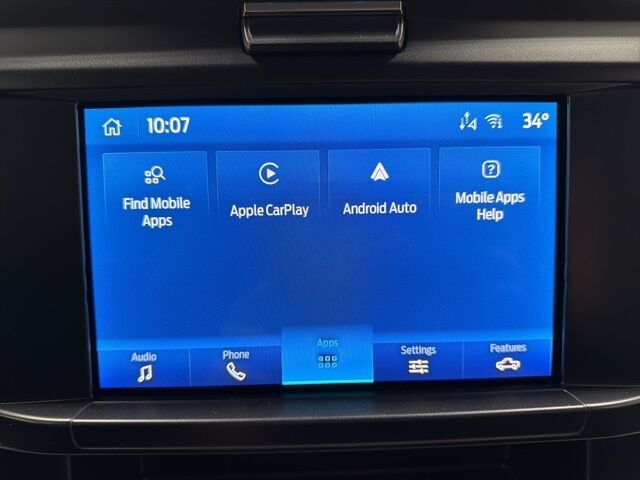 10:07
34°
Find Mobile
Apps
Apple CarPlay
Android Auto
Mobile Apps
Help
Audio
Phone
Apps
Settings
Features